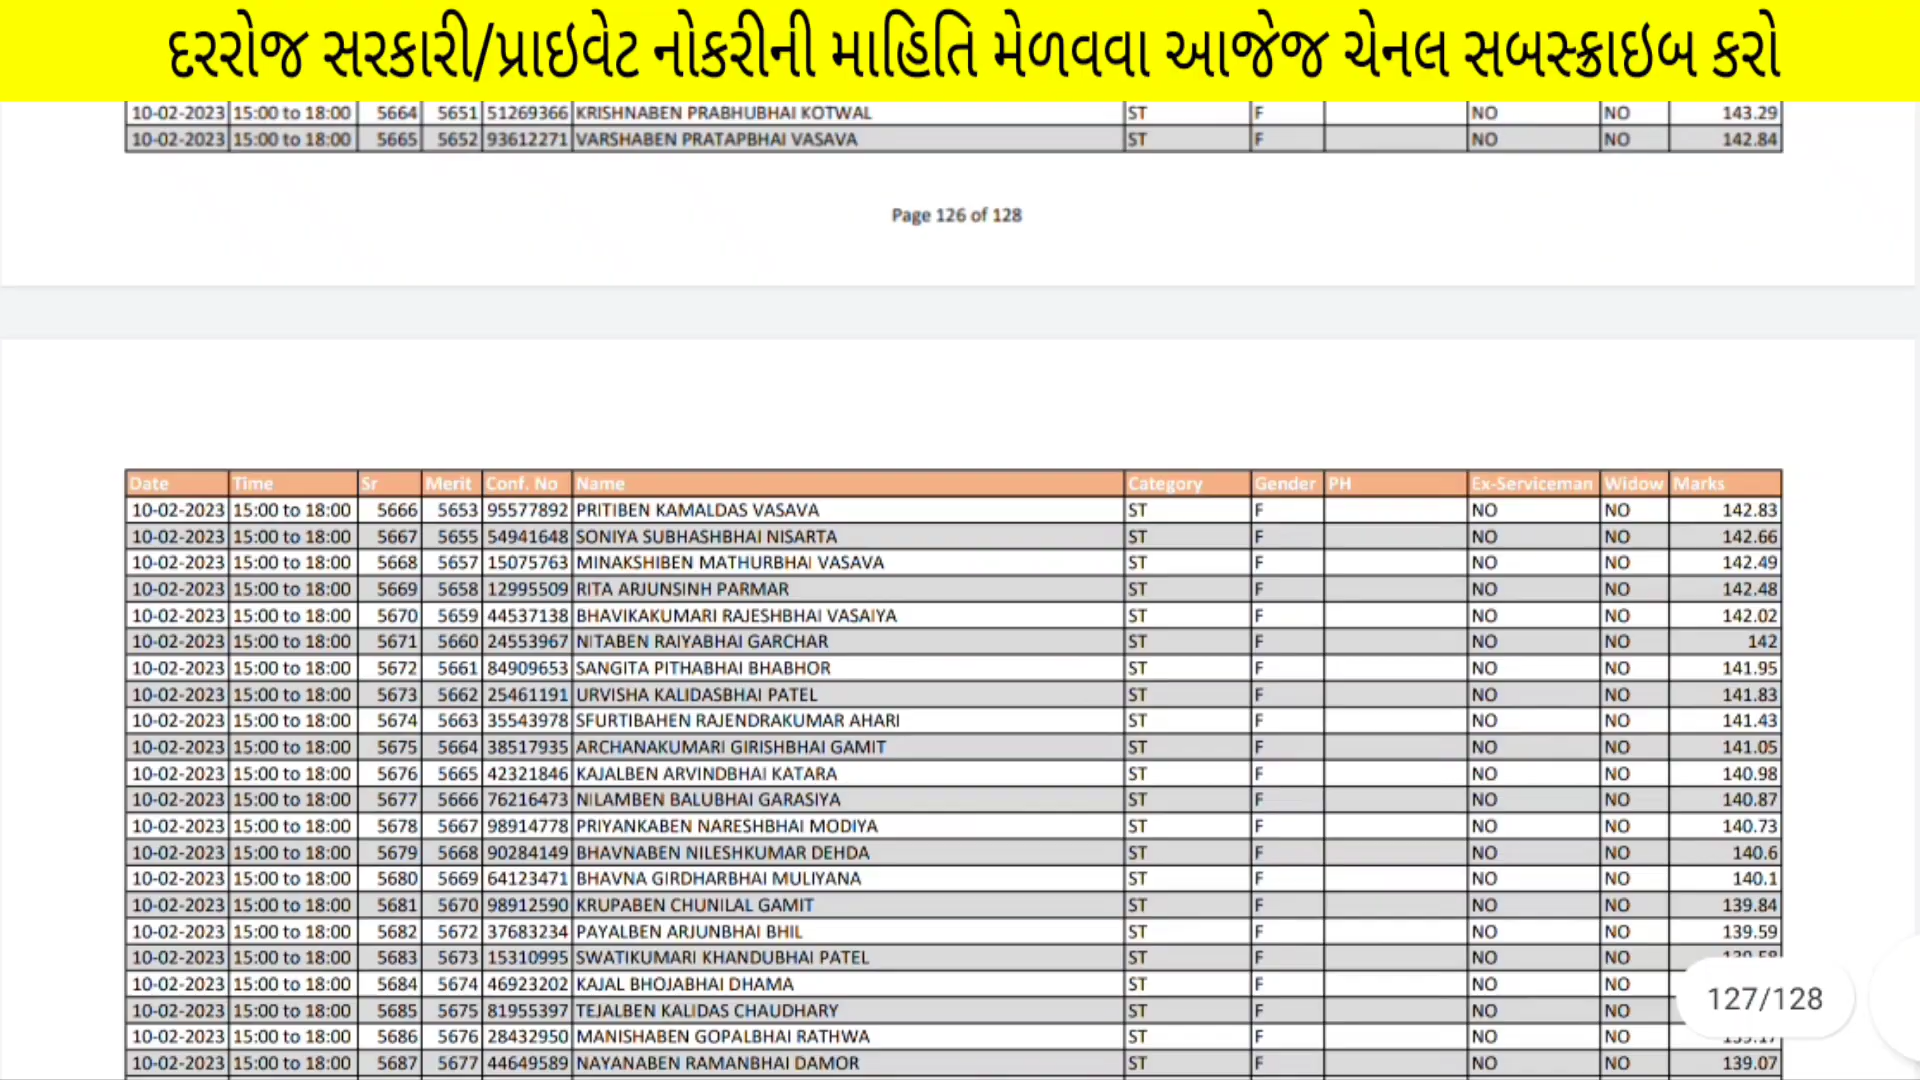 દરરોજ સરકારી/પ્રાઇવેટ નોકરીની માહિતિ મેળવવા આજેજ ચેનલ સબસ્ક્રાઇબ કરો
10-02-2023 15:00 to 18:00 5664 5651 51269366 KRISHNABEN PRABHUBHAI KOTWAL ST F NO NO 143.29
10-02-2023 15:00 to 18:00 5665 5652 93612271 VARSHABEN PRATAPBHAI VASAVA ST F NO NO 142.84
Page 126 of 128
Date Time Sr Merit Conf. No Name Category Gender PH Ex-Serviceman Widow Marks
10-02-2023 15:00 to 18:00 5666 5653 95577892 PRITIBEN KAMALDAS VASAVA ST F NO NO 142.83
10-02-2023 15:00 to 18:00 5667 5655 54941648 SONIYA SUBHASHBHAI NISARTA ST F NO NO 142.66
10-02-2023 15:00 to 18:00 5668 5657 15075763 MINAKSHIBEN MATHURBHAI VASAVA ST F NO NO 142.49
10-02-2023 15:00 to 18:00 5669 5658 12995509 RITA ARJUNSINH PARMAR ST F NO NO 142.48
10-02-2023 15:00 to 18:00 5670 5659 44537138 BHAVIKAKUMARI RAJESHBHAI VASAIYA ST F NO NO 142.02
10-02-2023 15:00 to 18:00 5671 5660 24553967 NITABEN RAIYABHAI GARCHAR ST F NO NO 142
10-02-2023 15:00 to 18:00 5672 5661 84909653 SANGITA PITHABHAI BHABHOR ST F NO NO 141.95
10-02-2023 15:00 to 18:00 5673 5662 25461191 URVISHA KALIDASBHAI PATEL ST F NO NO 141.83
10-02-2023 15:00 to 18:00 5674 5663 35543978 SFURTIBAHEN RAJENDRAKUMAR AHARI ST F NO NO 141.43
10-02-2023 15:00 to 18:00 5675 5664 38517935 ARCHANAKUMARI GIRISHBHAI GAMIT ST F NO NO 141.05
10-02-2023 15:00 to 18:00 5676 5665 42321846 KAJALBEN ARVINDBHAI KATARA ST F NO NO 140.98
10-02-2023 15:00 to 18:00 5677 5666 76216473 NILAMBEN BALUBHAI GARASIYA ST F NO NO 140.87
10-02-2023 15:00 to 18:00 5678 5667 98914778 PRIYANKABEN NARESHBHAI MODIYA ST F NO NO 140.73
10-02-2023 15:00 to 18:00 5679 5668 90284149 BHAVNABEN NILESHKUMAR DEHDA ST F NO NO 140.6
10-02-2023 15:00 to 18:00 5680 5669 64123471 BHAVNA GIRDHARBHAI MULIYANA ST F NO NO 140.1
10-02-2023 15:00 to 18:00 5681 5670 98912590 KRUPABEN CHUNILAL GAMIT ST F NO NO 139.84
10-02-2023 15:00 to 18:00 5682 5672 37683234 PAYALBEN ARJUNBHAI BHIL ST F NO NO 139.59
10-02-2023 15:00 to 18:00 5683 5673 15310995 SWATIKUMARI KHANDUBHAI PATEL ST F NO NO
10-02-2023 15:00 to 18:00 5684 5674 46923202 KAJAL BHOJABHAI DHAMA ST F NO NO
10-02-2023 15:00 to 18:00 5685 5675 81955397 TEJALBEN KALIDAS CHAUDHARY ST F NO NO
10-02-2023 15:00 to 18:00 5686 5676 28432950 MANISHABEN GOPALBHAI RATHWA ST F NO NO
10-02-2023 15:00 to 18:00 5687 5677 44649589 NAYANABEN RAMANBHAI DAMOR ST F NO NO 139.07
127/128